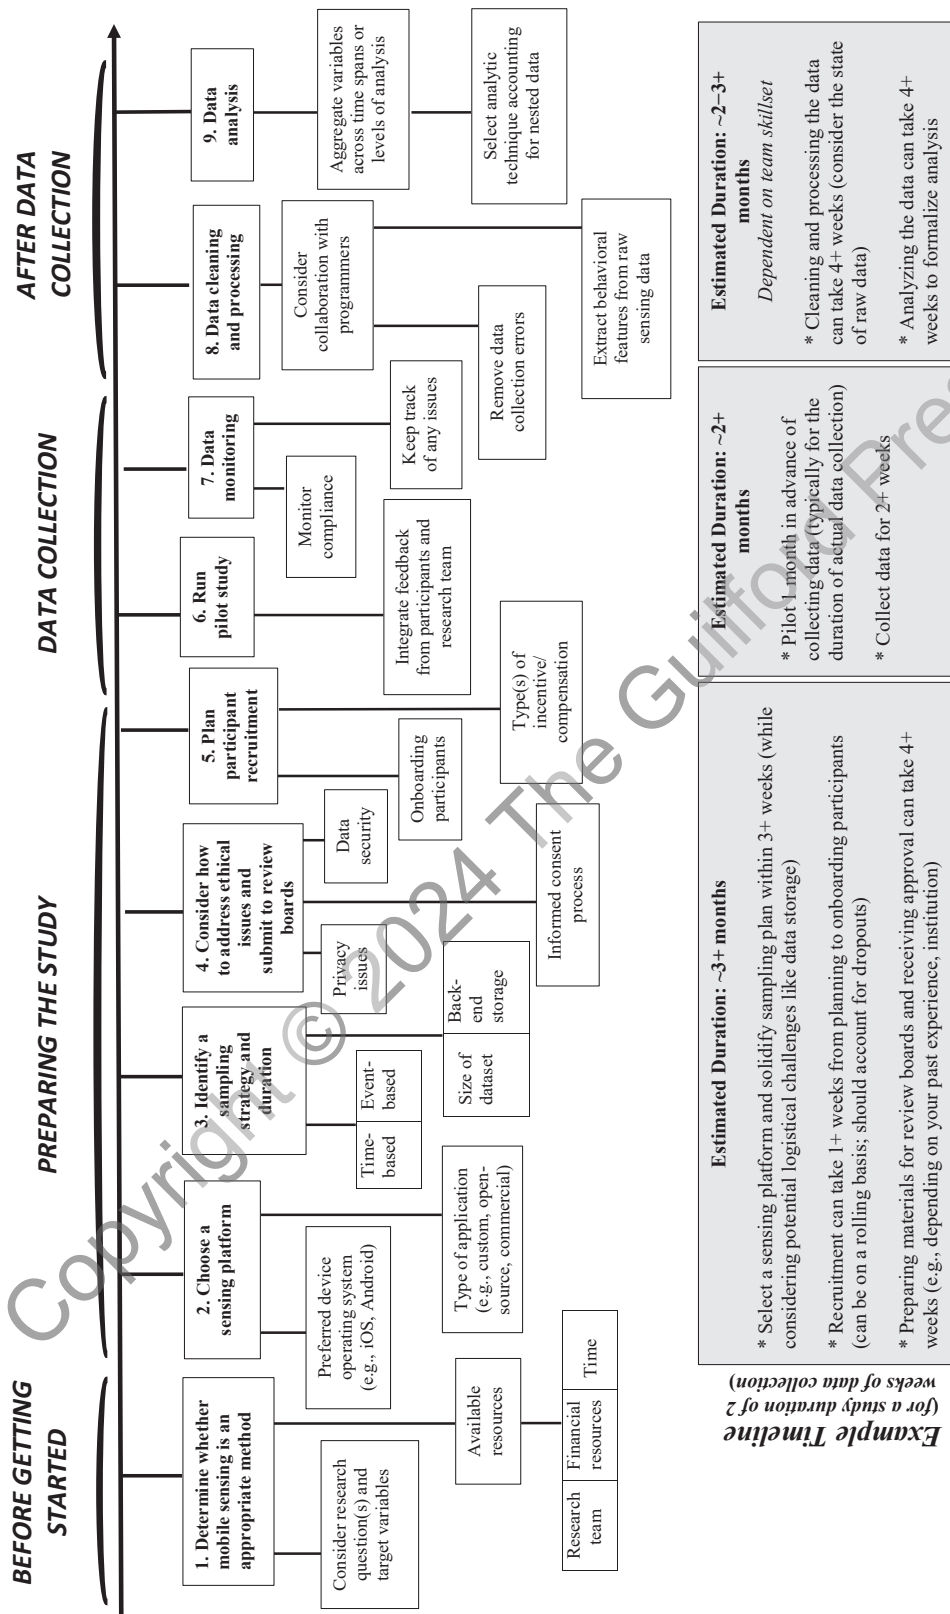 BEFORE GETTING
STARTED
PREPARING THE STUDY
DATA COLLECTION
AFTER DATA
COLLECTION
1. Determine whether
mobile sensing is an
appropriate method
Consider research
question(s) and
target variables
Available
resources
Research
team
Financial
resources
Time
2. Choose a
sensing platform
Preferred device
operating system
(e.g., iOS, Android)
Type of application
(e.g., custom, open-
source, commercial)
3. Identify a
sampling
strategy and
duration
Time-
based
Event-
based
Size of
dataset
Back-
end
storage
4. Consider how
to address ethical
issues and
submit to review
boards
Privacy
issues
Data
security
Informed consent
process
5. Plan
participant
recruitment
Onboarding
participants
Type(s) of
incentive/
compensation
6. Run
pilot study
Integrate feedback
from participants and
research team
7. Data
monitoring
Monitor
compliance
Keep track
of any issues
8. Data cleaning
and processing
Consider
collaboration with
programmers
Remove data
collection errors
Extract behavioral
features from raw
sensing data
9. Data
analysis
Aggregate variables
across time spans or
levels of analysis
Select analytic
technique accounting
for nested data
Example Timeline
(for a study duration of 2
weeks of data collection)
Estimated Duration: ~3+ months
* Select a sensing platform and solidify sampling plan within 3+ weeks (while
considering potential logistical challenges like data storage)
* Recruitment can take 1+ weeks from planning to onboarding participants
(can be on a rolling basis; should account for dropouts)
* Preparing materials for review boards and receiving approval can take 4+
weeks (e.g., depending on your past experience, institution)
Estimated Duration: ~2+
months
* Pilot 1 month in advance of
collecting data (typically for the
duration of actual data collection)
* Collect data for 2+ weeks
Estimated Duration: ~2–3+
months
Dependent on team skillset
* Cleaning and processing the data
can take 4+ weeks (consider the state
of raw data)
* Analyzing the data can take 4+
weeks to formalize analysis
Copyright © 2024 The Guilford Pres